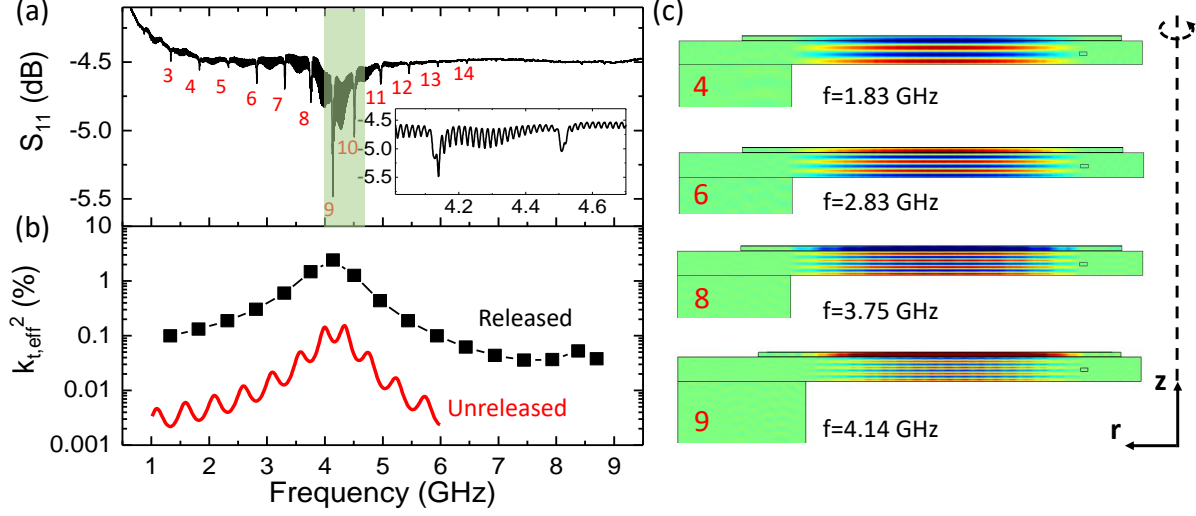 (a)
S11 (dB)
-4.5
-5.0
-5.5
3
4
5
6
7
8
9
10
11
12
13
14
-4.5
-5.0
-5.5
4.2
4.4
4.6
(b)
kt,eff2 (%)
10
1
0.1
0.01
0.001
Released
Unreleased
1 2 3 4 5 6 7 8 9
Frequency (GHz)
(c)
4
f=1.83 GHz
6
f=2.83 GHz
8
f=3.75 GHz
9
f=4.14 GHz
z
r